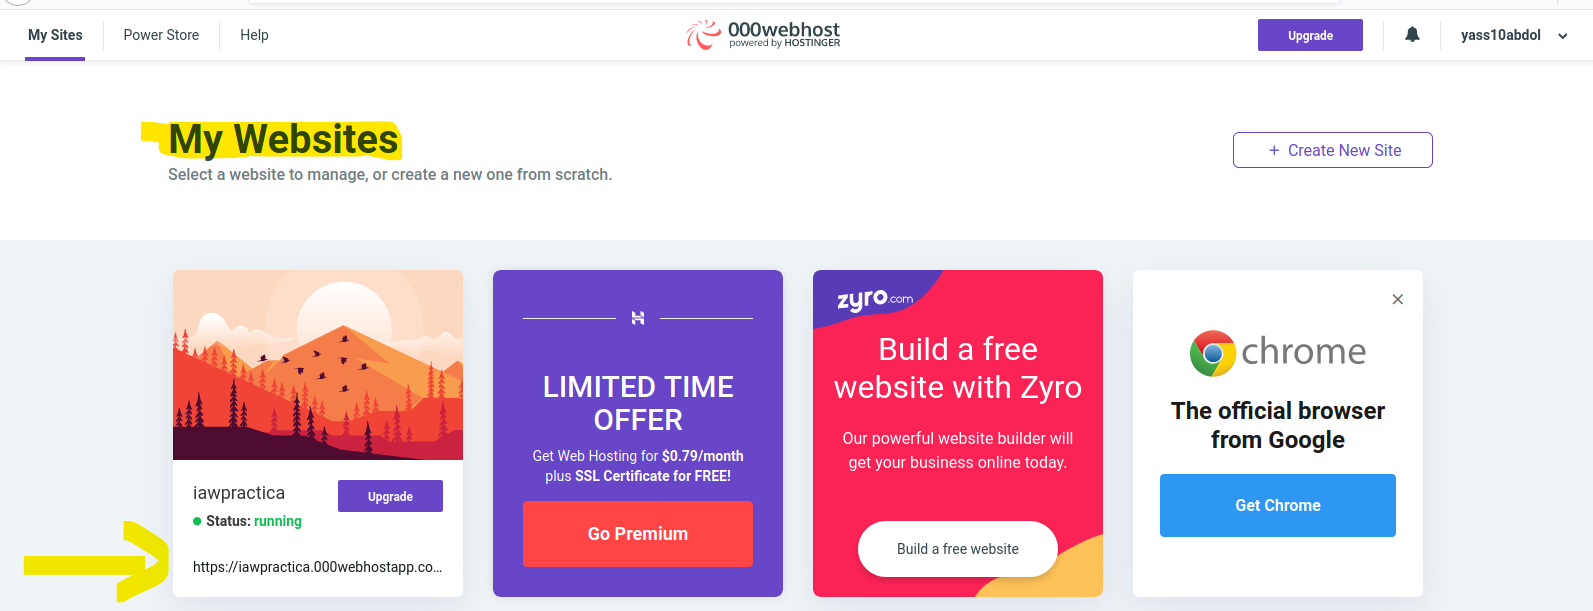 My Sites
Power Store
Help
000webhost
powered by HOSTINGER
Upgrade
yass10abdol
My Websites
Select a website to manage, or create a new one from scratch.
+ Create New Site
iawpractica
Upgrade
Status: running
https://iawpractica.000webhostapp.co...
LIMITED TIME
OFFER
Get Web Hosting for $0.79/month
plus SSL Certificate for FREE!
Go Premium
zyro.com
Build a free
website with Zyro
Our powerful website builder will
get your business online today.
Build a free website
chrome
The official browser
from Google
Get Chrome